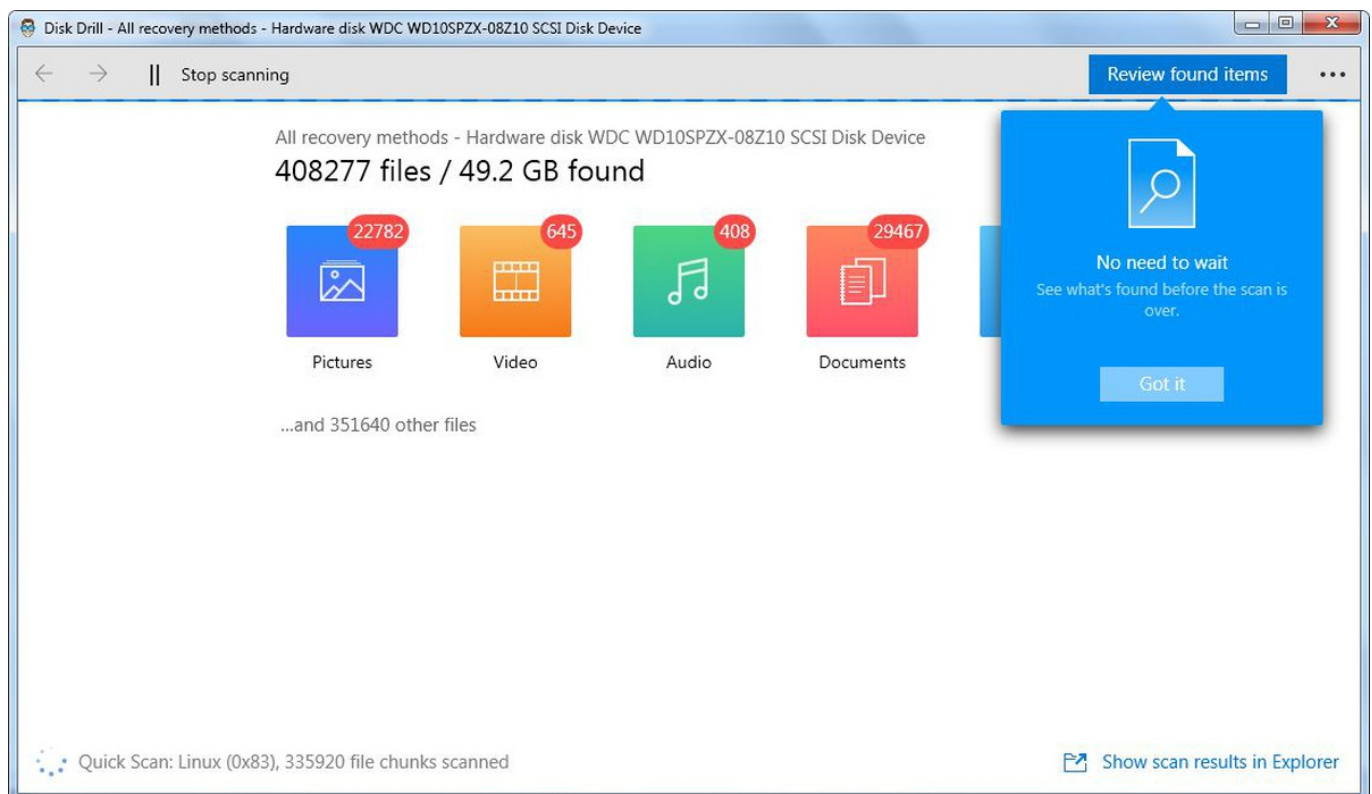 Disk Drill - All recovery methods - Hardware disk WDC WD10SPZX-08Z10 SCSI Disk Device
Stop scanning
Review found items
All recovery methods - Hardware disk WDC WD10SPZX-08Z10 SCSI Disk Device
408277 files / 49.2 GB found
22782
645
408
29467
Pictures
Video
Audio
Documents
No need to wait
See what's found before the scan is
over.
Got it
...and 351640 other files
Quick Scan: Linux (0x83), 335920 file chunks scanned
Show scan results in Explorer